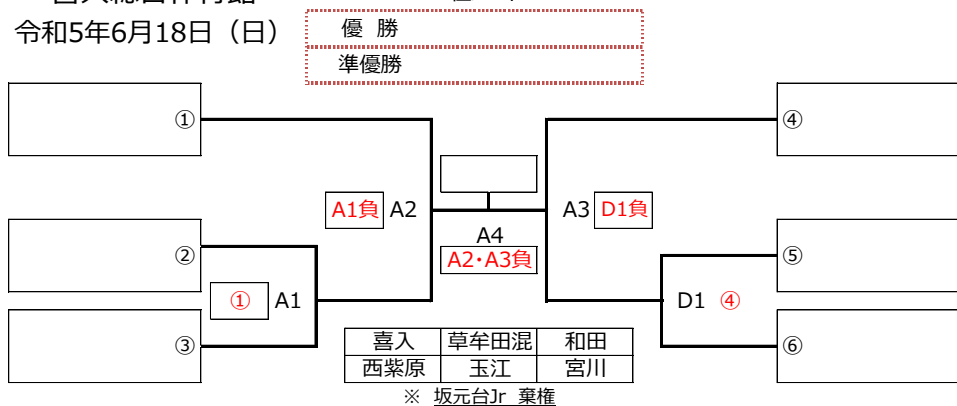 令和5年6月18日（日）
優 勝
準優勝
① ④
A1負 A2 A3 D1負
A4
A2・A3負
② ⑤
① A1 D1 ④
③ ⑥
喜入 草牟田混 和田
西紫原 玉江 宮川
※ 坂元台Jr 棄権